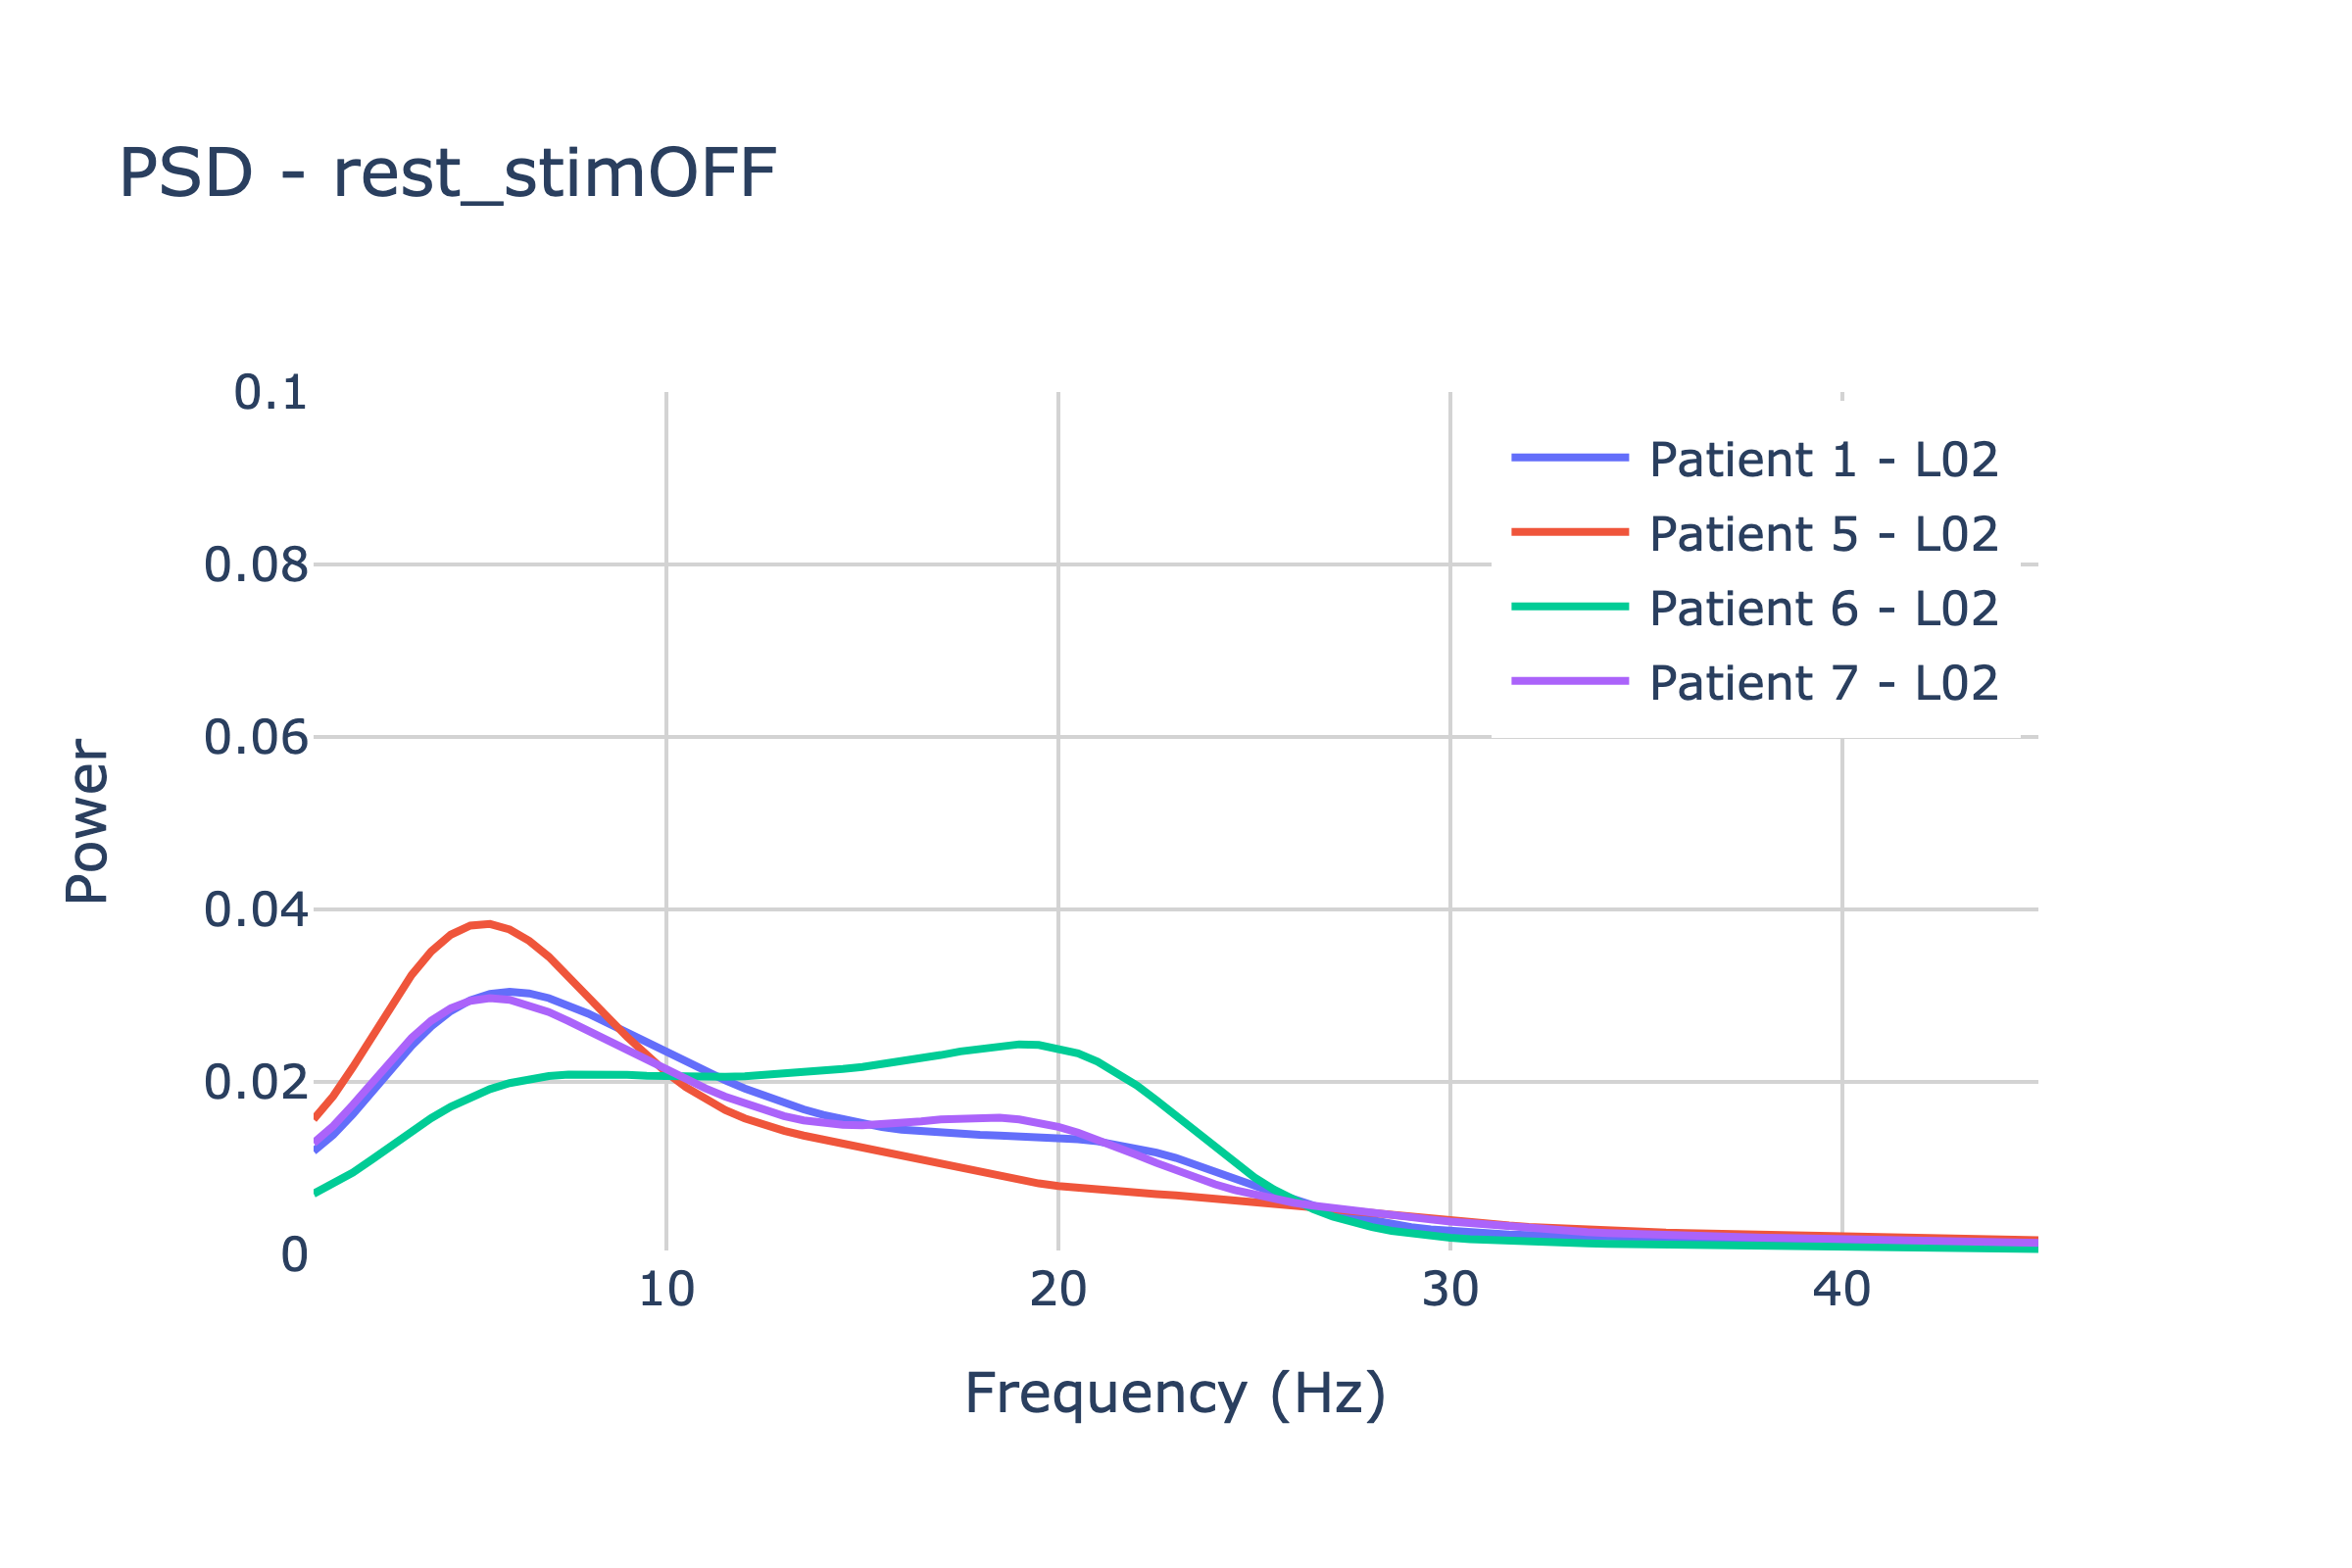 PSD - rest_stimOFF
0.1
0.08
0.06
0.04
0.02
0
Power
10 20 30 40
Frequency (Hz)
Patient 1 - L02
Patient 5 - L02
Patient 6 - L02
Patient 7 - L02